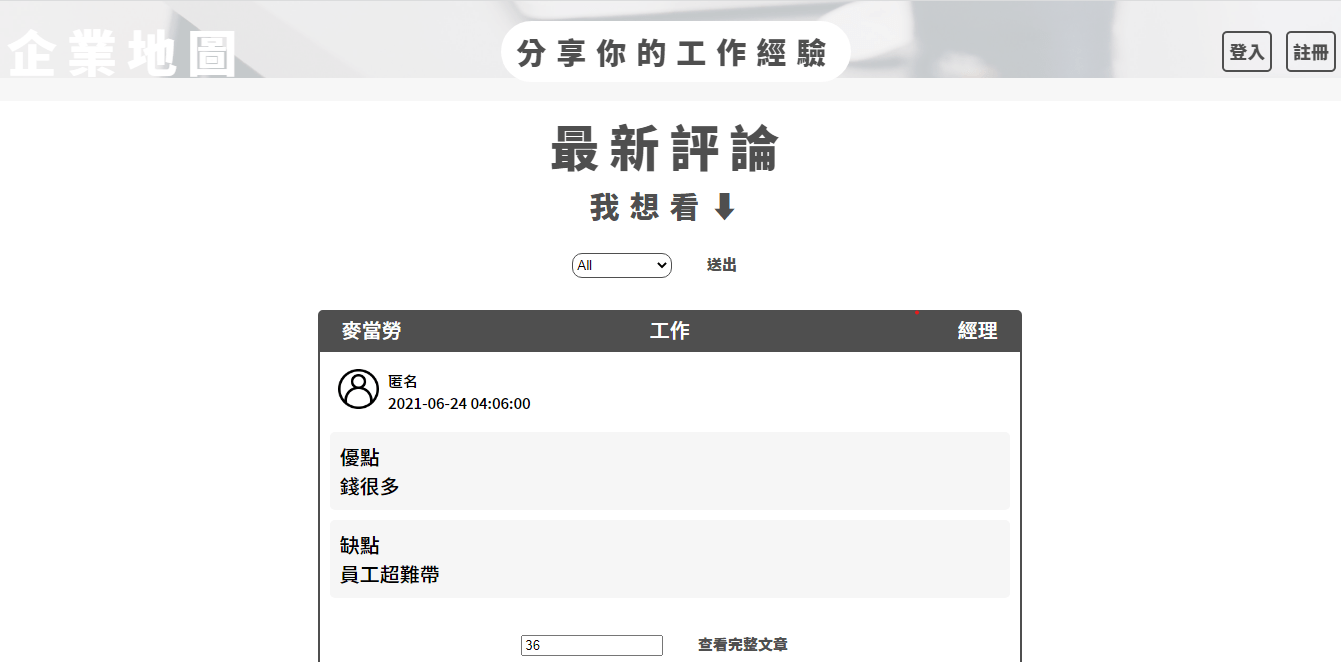 企業地圖
分享你的工作經驗
登入 註冊
最新評論
我想看⬇
All 送出
麥當勞 工作 經理
匿名
2021-06-24 04:06:00
優點
錢很多
缺點
員工超難帶
36 查看完整文章